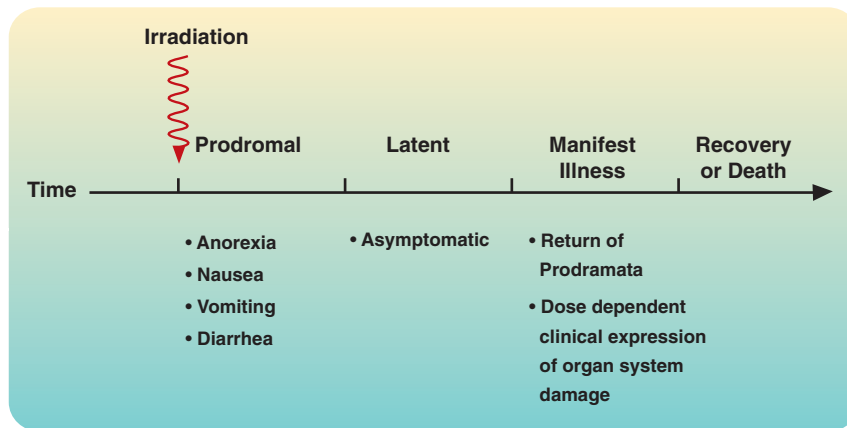 Irradiation
Prodromal
Latent
Manifest
Illness
Recovery
or Death
Time
• Anorexia
• Nausea
• Vomiting
• Diarrhea
• Asymptomatic
• Return of
Prodramata
• Dose dependent
clinical expression
of organ system
damage